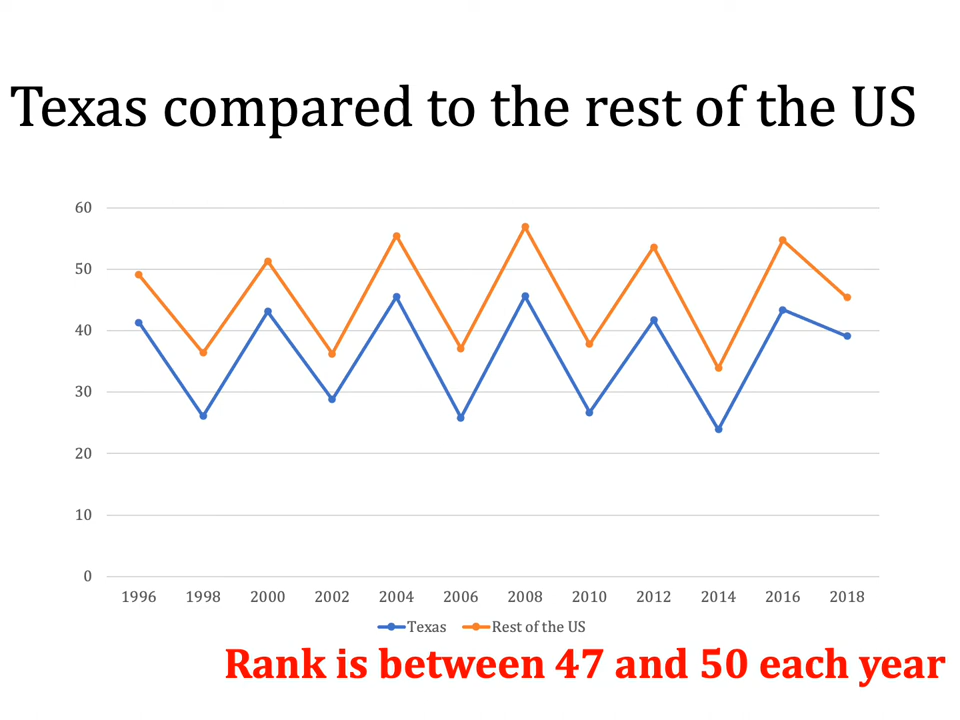 Texas compared to the rest of the US
60
50
40
30
20
10
0
1996 1998 2000 2002 2004 2006 2008 2010 2012 2014 2016 2018
Texas Rest of the US
Rank is between 47 and 50 each year